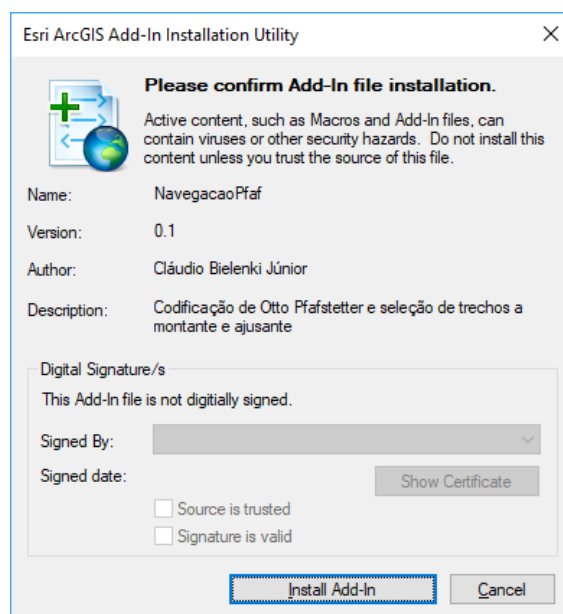 Esri ArcGIS Add-In Installation Utility
Please confirm Add-In file installation.
Active content, such as Macros and Add-In files, can
contain viruses or other security hazards. Do not install this
content unless you trust the source of this file.
Name: NavegacaoPfaf
Version: 0.1
Author: Cláudio Bielenki Júnior
Description: Codificação de Otto Pfafstetter e seleção de trechos a
montante e ajusante
Digital Signature/s
This Add-In file is not digitially signed.
Signed By:
Signed date:
Show Certificate
Source is trusted
Signature is valid
Install Add-In
Cancel